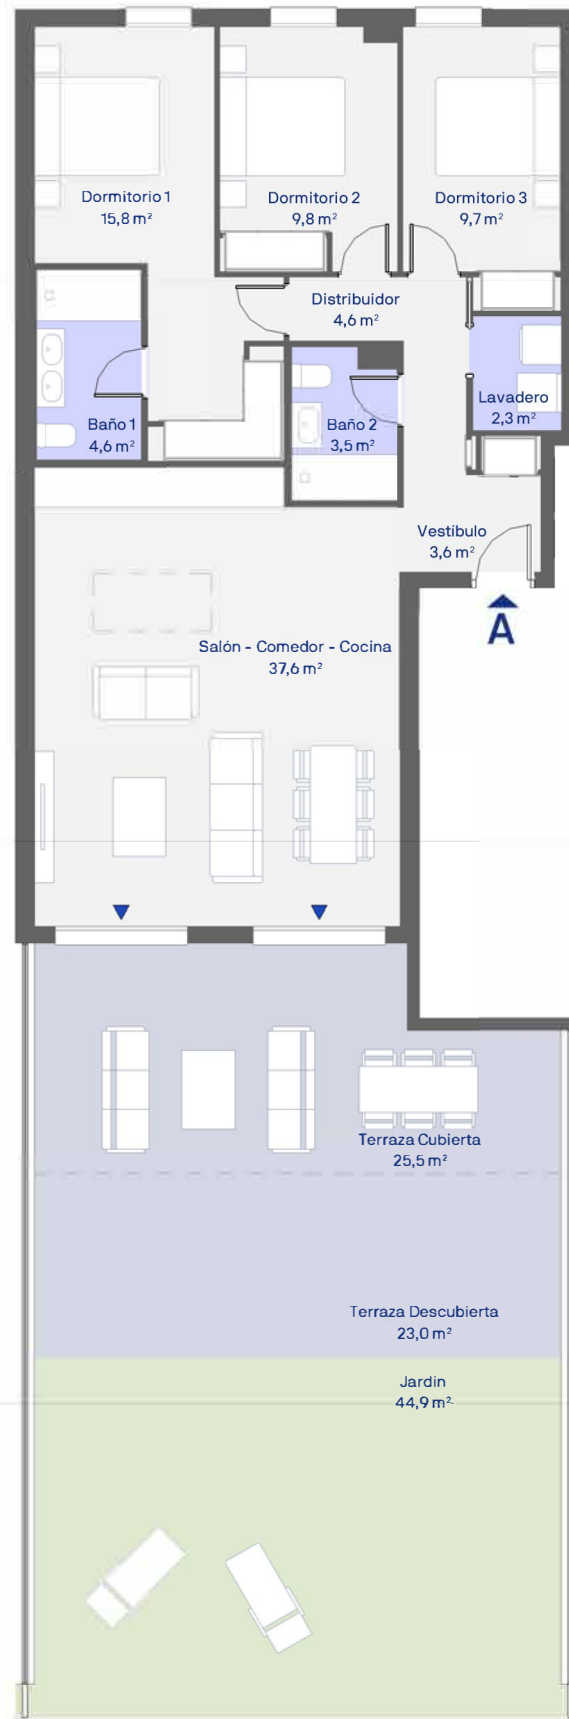 Dormitorio 1
15,8 m²
Dormitorio 2
9,8 m²
Dormitorio 3
9,7 m²
Distribuidor
4,6 m²
Baño 1
4,6 m²
Baño 2
3,5 m²
Lavadero
2,3 m²
Vestíbulo
3,6 m²
A
Salón - Comedor - Cocina
37,6 m²
Terraza Cubierta
25,5 m²
Terraza Descubierta
23,0 m²
Jardin
44,9 m²